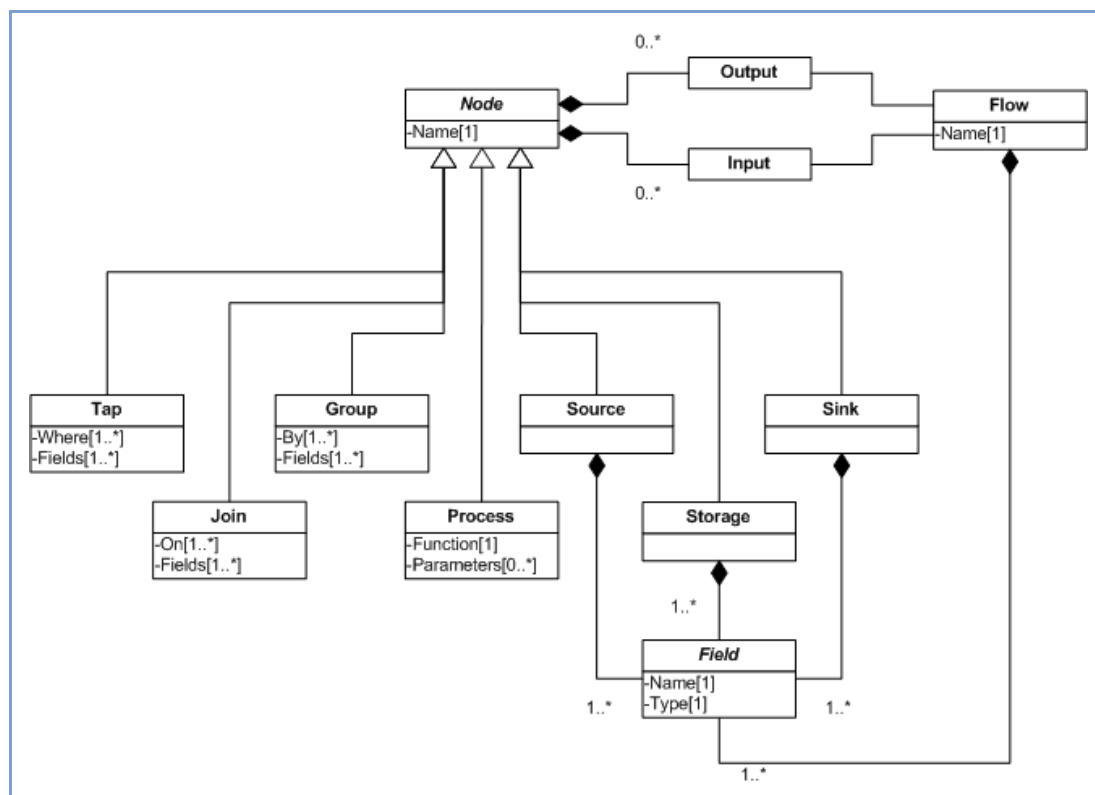 0..*
Output
Node
-Name[1]
Flow
-Name[1]
Input
0..*
Tap
-Where[1..*]
-Fields[1..*]
Group
-By[1..*]
-Fields[1..*]
Source
Sink
Join
-On[1..*]
-Fields[1..*]
Process
-Function[1]
-Parameters[0..*]
Storage
1..*
Field
-Name[1]
-Type[1]
1..*
1..*
1..*